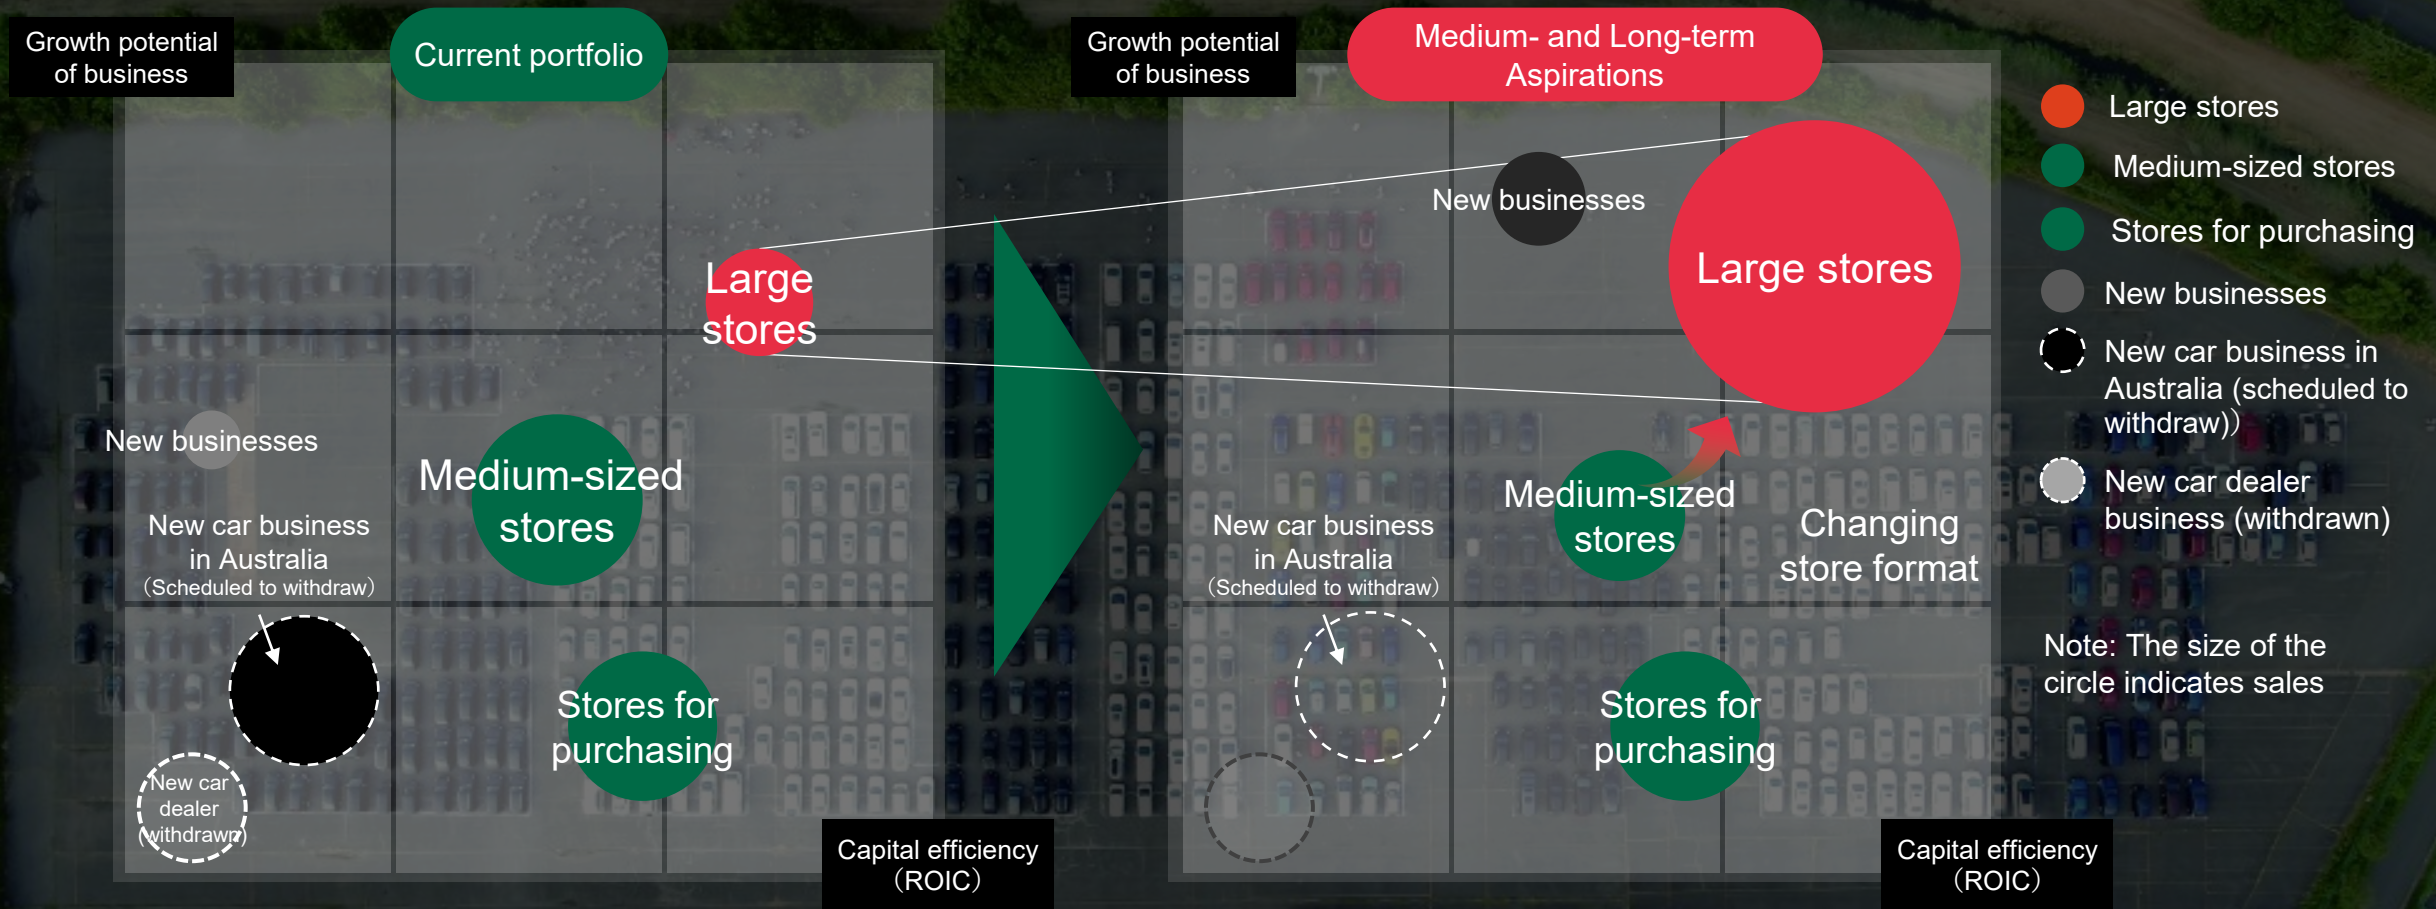 Growth potential
of business
Current portfolio
Large
stores
New businesses
Medium-sized
stores
New car business
in Australia
（Scheduled to withdraw）
Stores for
purchasing
New car
dealer
(withdrawn)
Capital efficiency
（ROIC）
Growth potential
of business
Medium- and Long-term
Aspirations
New businesses
Large stores
Medium-sized
stores
Changing
store format
New car business
in Australia
（Scheduled to withdraw）
Stores for
purchasing
Capital efficiency
（ROIC）
Large stores
Medium-sized stores
Stores for purchasing
New businesses
New car business in
Australia (scheduled to
withdraw)）
New car dealer
business (withdrawn)
Note: The size of the
circle indicates sales